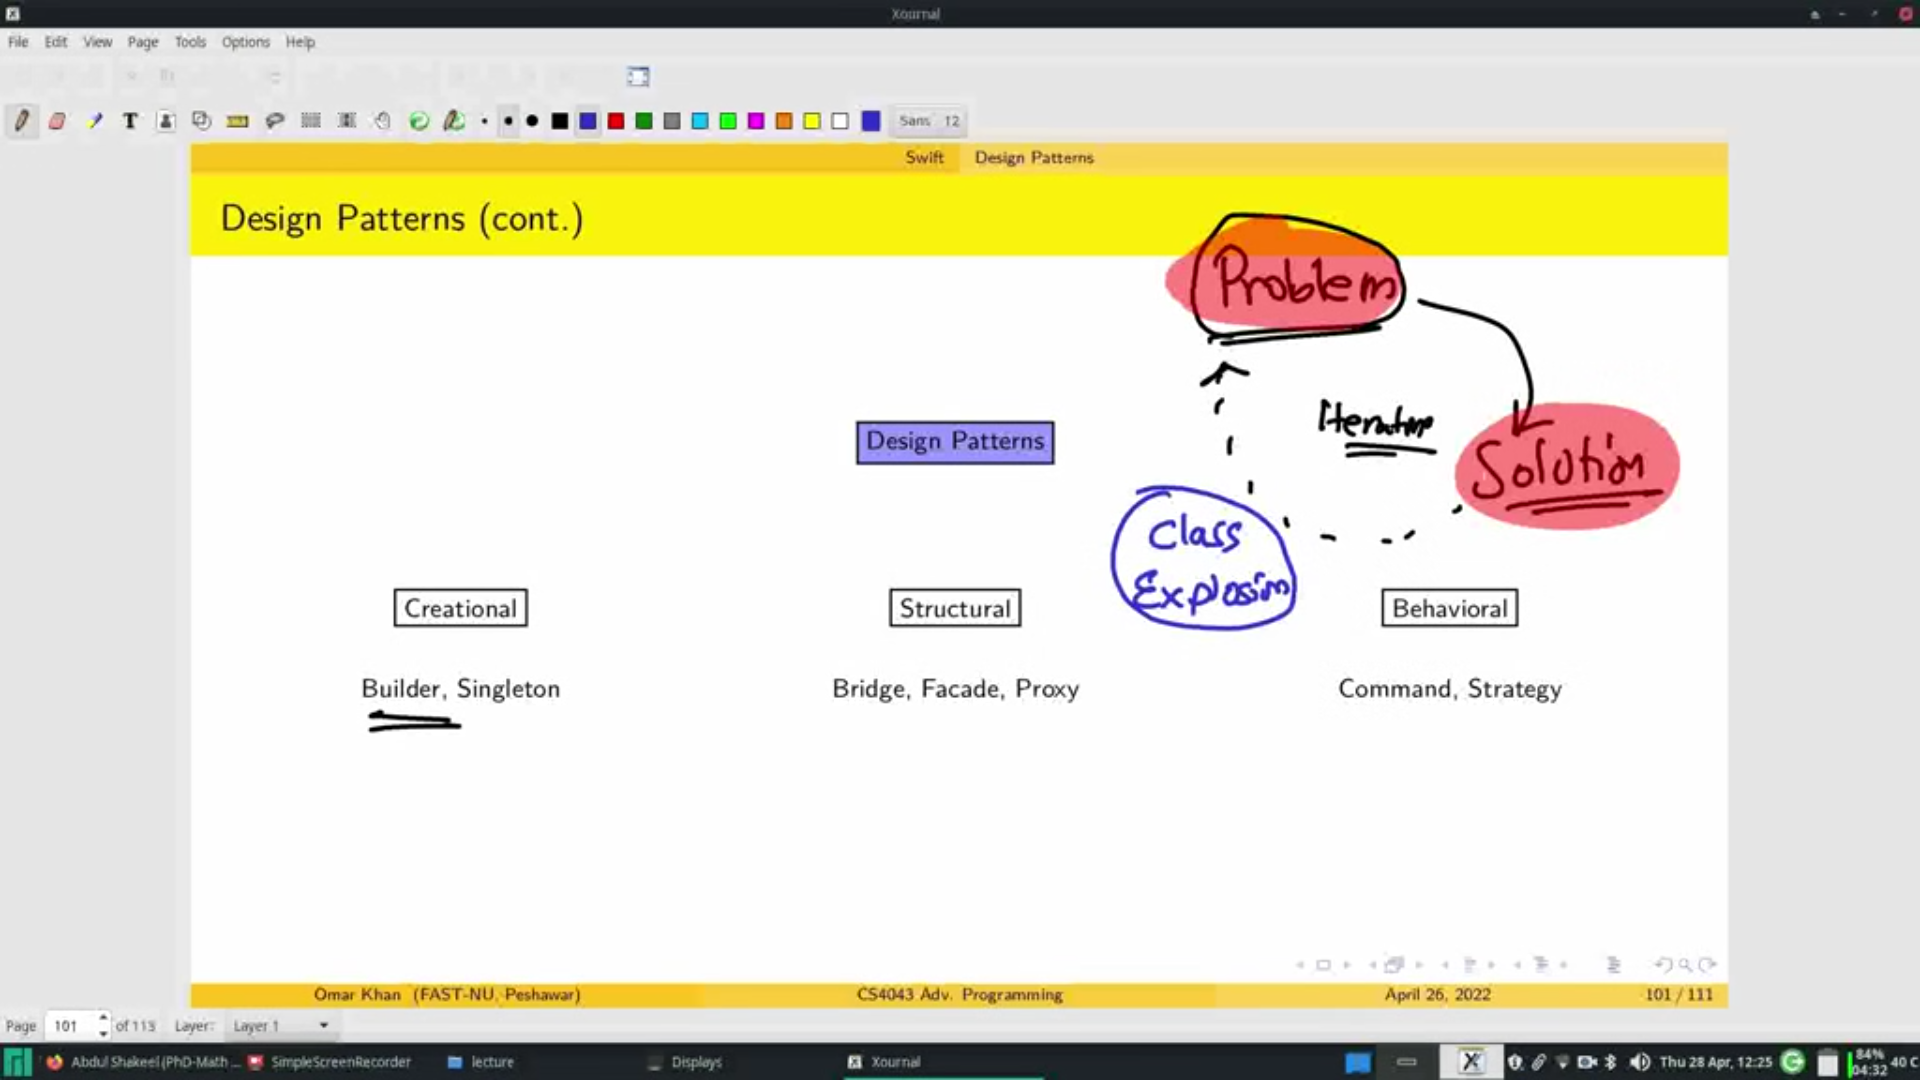 Xournal
File Edit View Page Tools Options Help
Sans 12
Swift Design Patterns
Design Patterns (cont.)
Problem
Iterative
Design Patterns
Solution
Class
Explosion
Creational Structural Behavioral
Builder, Singleton Bridge, Facade, Proxy Command, Strategy
Omar Khan (FAST-NU, Peshawar) CS4043 Adv. Programming April 26, 2022 101 / 111
Page 101 of 113 Layer: Layer 1
Abdul Shakeel (PhD-Math ... SimpleScreenRecorder lecture Displays Xournal Thu 28 Apr, 12:25 84% 04:32 40 C